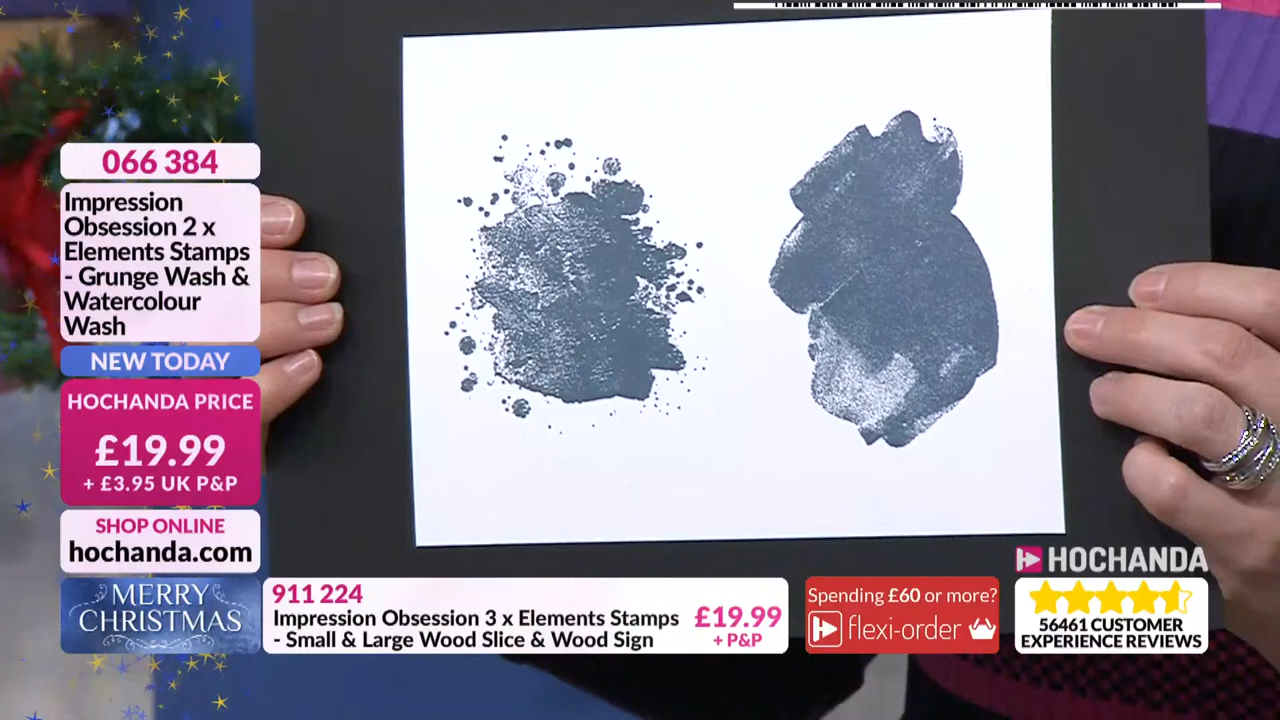 066 384
Impression
Obsession 2 x
Elements Stamps
- Grunge Wash &
Watercolour
Wash
NEW TODAY
HOCHANDA PRICE
£19.99
+ £3.95 UK P&P
SHOP ONLINE
hochanda.com
MERRY
CHRISTMAS
911 224
Impression Obsession 3 x Elements Stamps
- Small & Large Wood Slice & Wood Sign
£19.99
+ P&P
Spending £60 or more?
flexi-order
HOCHANDA
56461 CUSTOMER
EXPERIENCE REVIEWS